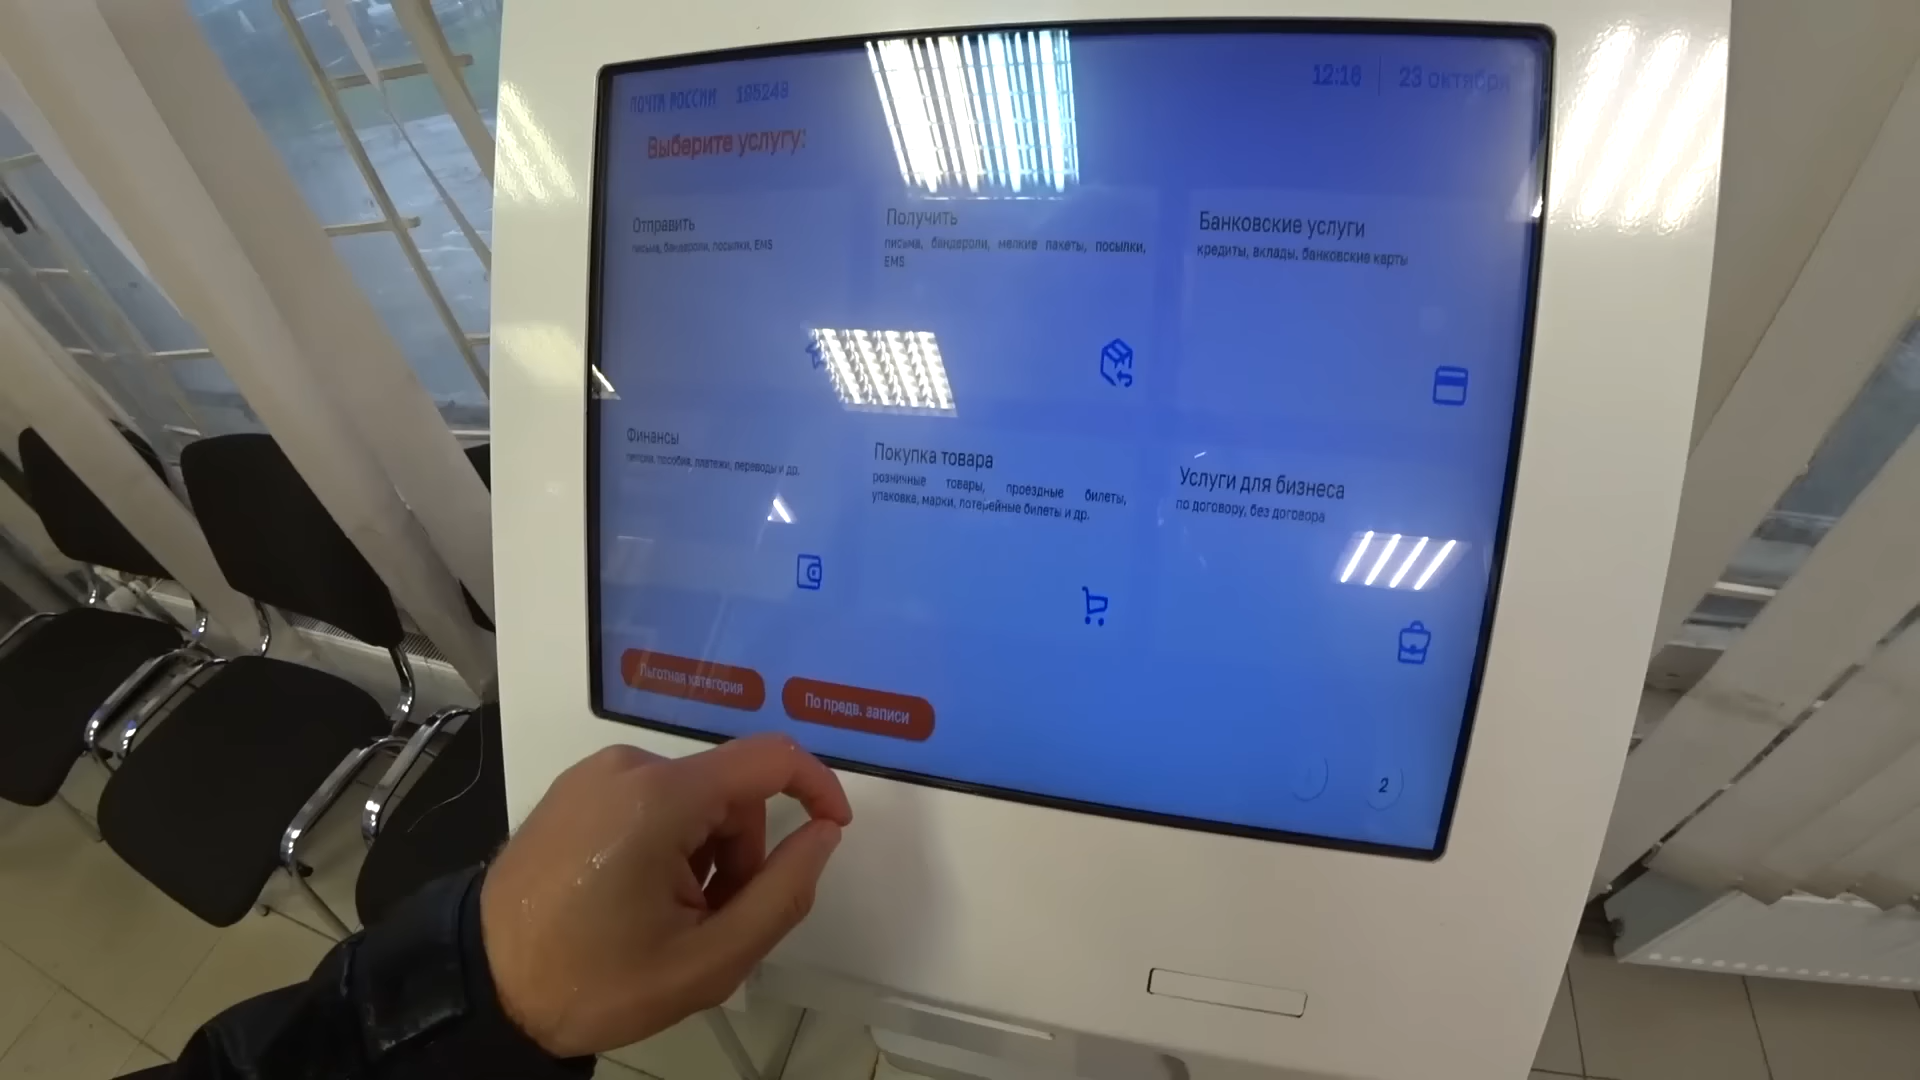 ПОЧТА РОССИИ 195248
12:16 23 октября
Выберите услугу:
Отправить
письма, бандероли, посылки, EMS
Получить
письма, бандероли, мелкие пакеты, посылки,
EMS
Банковские услуги
кредиты, вклады, банковские карты
Финансы
пенсии, пособия, платежи, переводы и др.
Покупка товара
розничные товары, проездные билеты,
упаковка, марки, лотерейные билеты и др.
Услуги для бизнеса
по договору, без договора
Льготная категория
По предв. записи
2